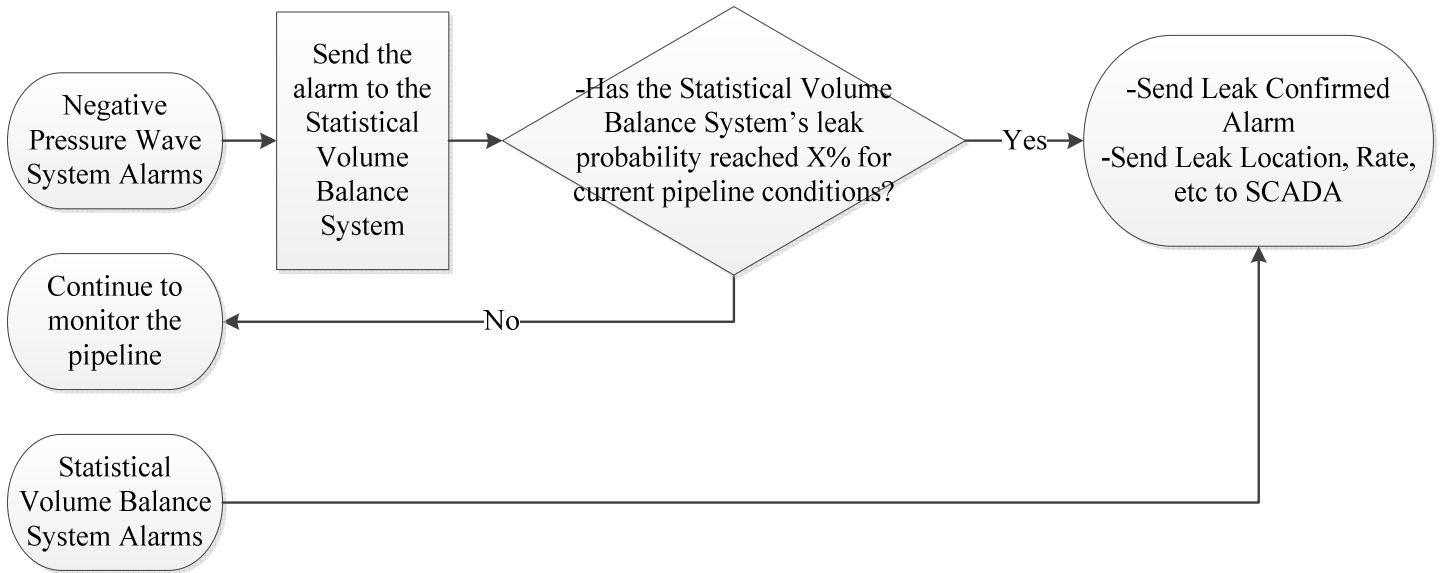 Negative
Pressure Wave
System Alarms
Send the
alarm to the
Statistical
Volume
Balance
System
-Has the Statistical Volume
Balance System’s leak
probability reached X% for
current pipeline conditions?
Yes
-Send Leak Confirmed
Alarm
-Send Leak Location, Rate,
etc to SCADA
Continue to
monitor the
pipeline
No
Statistical
Volume Balance
System Alarms